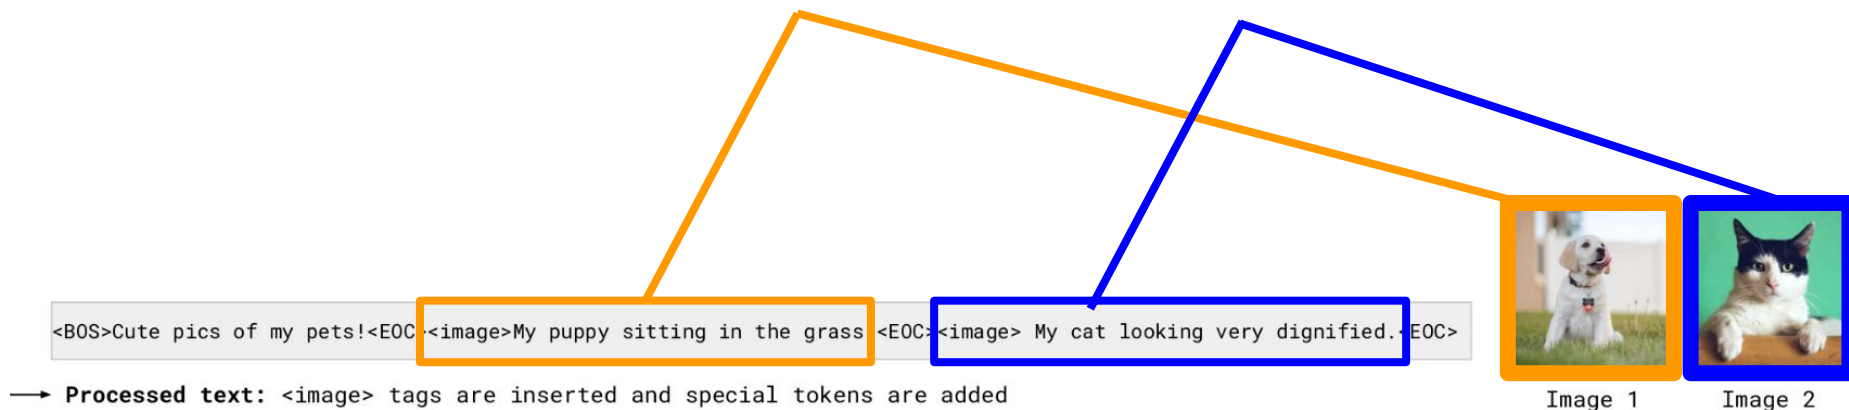 <BOS>Cute pics of my pets!<EOC><image>My puppy sitting in the grass <EOC><image> My cat looking very dignified.<EOC>
Processed text: <image> tags are inserted and special tokens are added
Image 1
Image 2